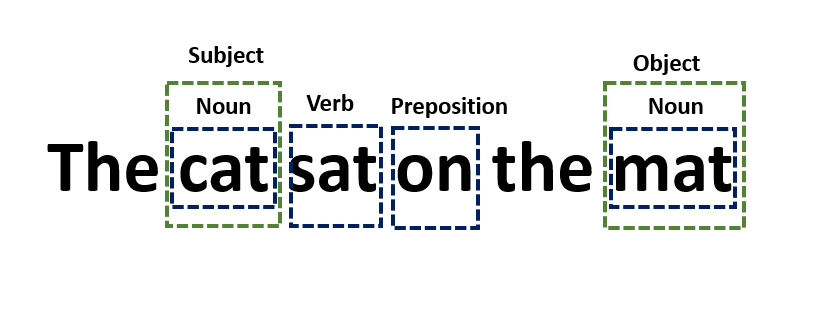 Subject Object
Noun Verb Preposition Noun
The cat sat on the mat